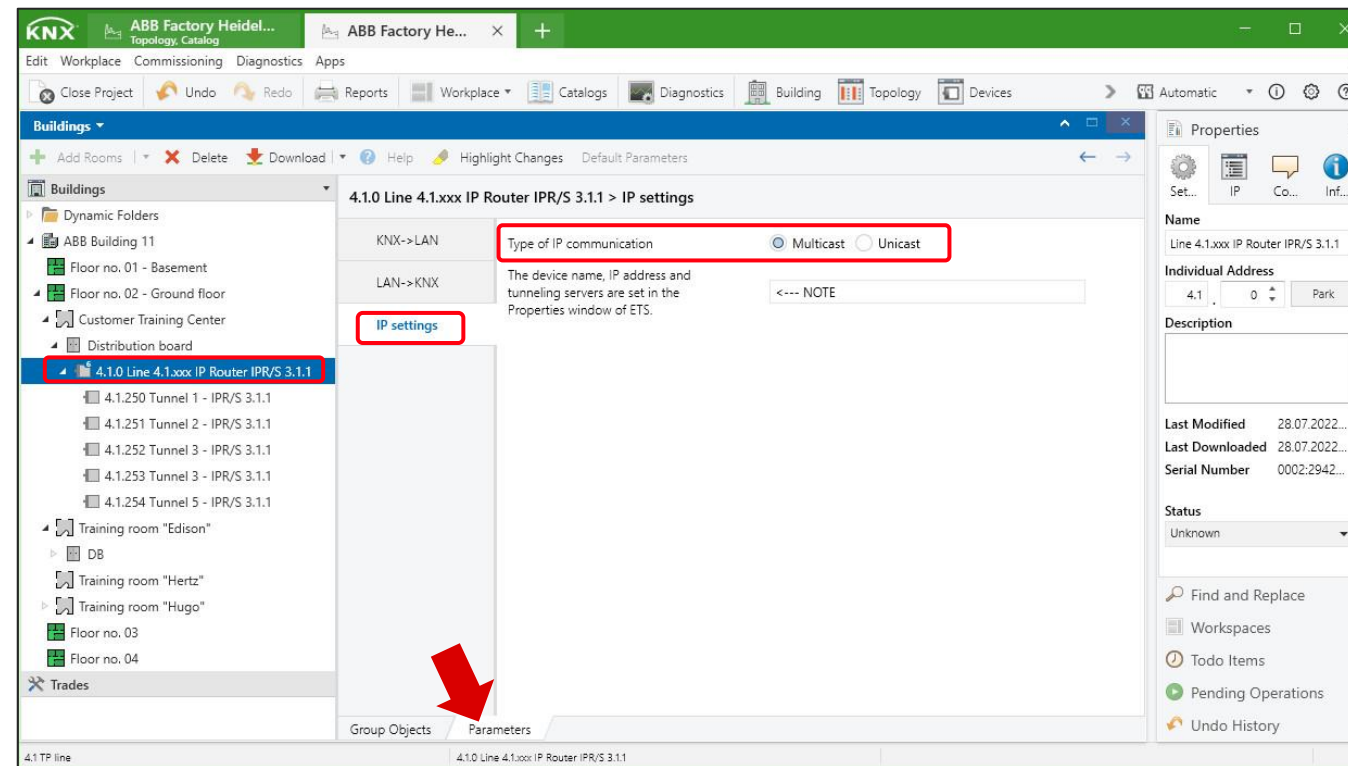 KNX
ABB Factory Heidel...
Topology, Catalog
ABB Factory He...
Edit Workplace Commissioning Diagnostics Apps
Close Project Undo Redo Reports Workplace Catalogs Diagnostics Building Topology Devices Automatic
Buildings
Add Rooms Delete Download Help Highlight Changes Default Parameters
Buildings
Dynamic Folders
ABB Building 11
Floor no. 01 - Basement
Floor no. 02 - Ground floor
Customer Training Center
Distribution board
4.1.0 Line 4.1.xxx IP Router IPR/S 3.1.1
4.1.250 Tunnel 1 - IPR/S 3.1.1
4.1.251 Tunnel 2 - IPR/S 3.1.1
4.1.252 Tunnel 3 - IPR/S 3.1.1
4.1.253 Tunnel 3 - IPR/S 3.1.1
4.1.254 Tunnel 5 - IPR/S 3.1.1
Training room "Edison"
DB
Training room "Hertz"
Training room "Hugo"
Floor no. 03
Floor no. 04
Trades
4.1.0 Line 4.1.xxx IP Router IPR/S 3.1.1 > IP settings
KNX->LAN
LAN->KNX
IP settings
Type of IP communication Multicast Unicast
The device name, IP address and
tunneling servers are set in the
Properties window of ETS.
<--- NOTE
Group Objects Parameters
Properties
Set... IP Co... Inf...
Name
Line 4.1.xxx IP Router IPR/S 3.1.1
Individual Address
4.1 . 0 Park
Description
Last Modified 28.07.2022...
Last Downloaded 28.07.2022...
Serial Number 0002:2942...
Status
Unknown
Find and Replace
Workspaces
Todo Items
Pending Operations
Undo History
4.1 TP line 4.1.0 Line 4.1.xxx IP Router IPR/S 3.1.1